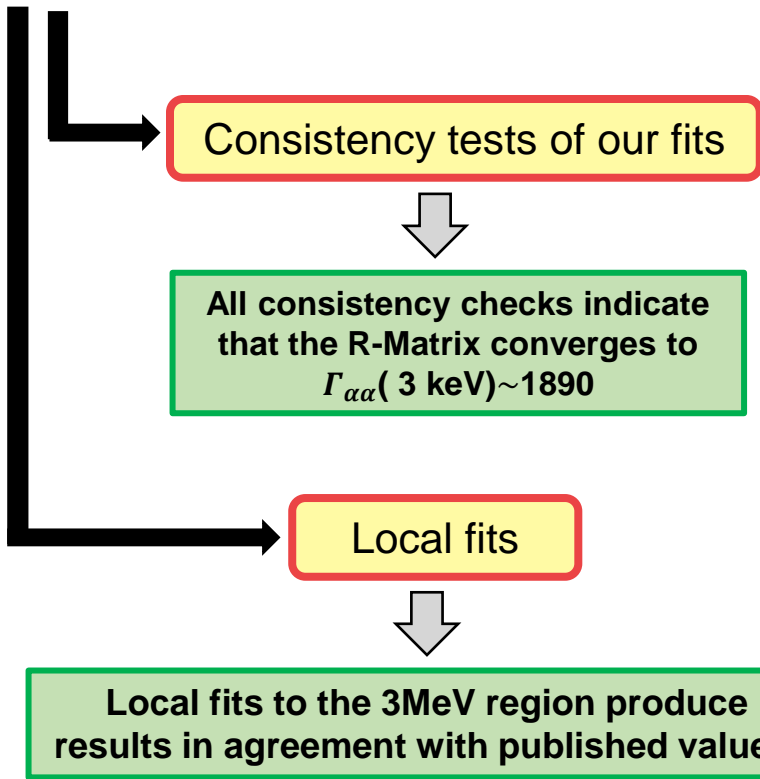 Consistency tests of our fits
All consistency checks indicate
that the R-Matrix converges to
Γαα( 3 keV)~1890
Local fits
Local fits to the 3MeV region produce
results in agreement with published value